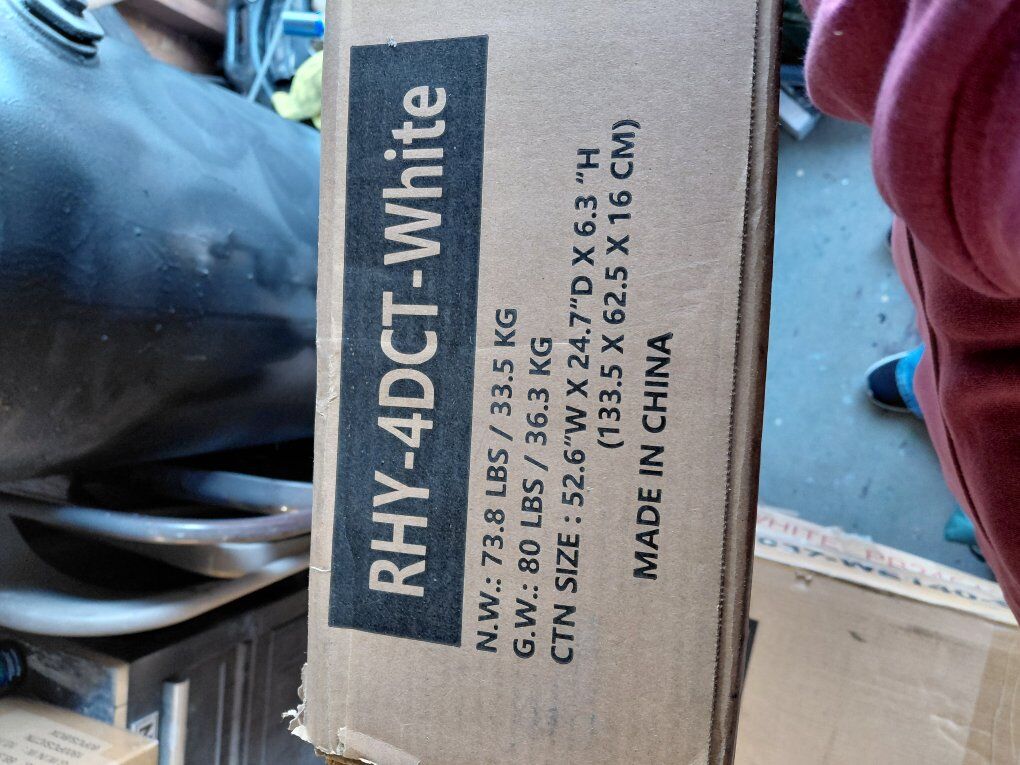 RHY-4DCT-White
N.W.: 73.8 LBS / 33.5 KG
G.W.: 80 LBS / 36.3 KG
CTN SIZE : 52.6"W X 24.7"D X 6.3 "H
(133.5 X 62.5 X 16 CM)
MADE IN CHINA